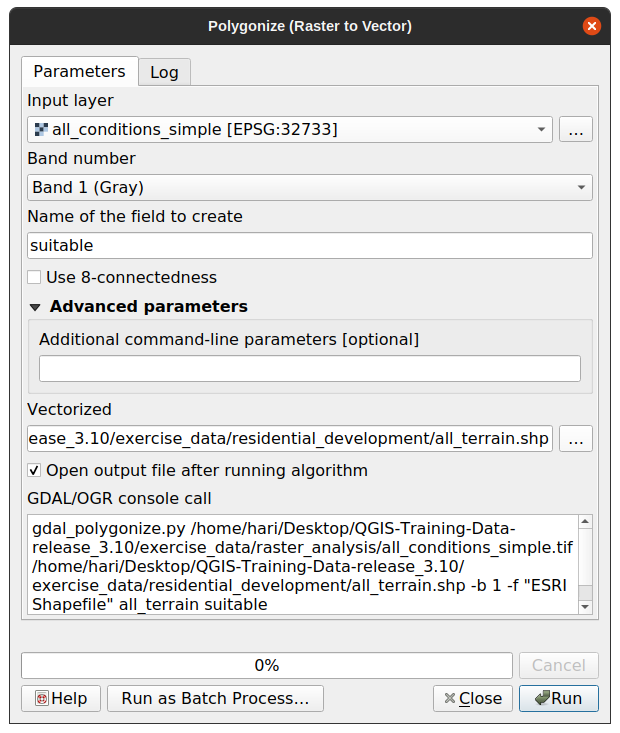 Polygonize (Raster to Vector)
Parameters
Log
Input layer
all_conditions_simple [EPSG:32733]
...
Band number
Band 1 (Gray)
Name of the field to create
suitable
Use 8-connectedness
Advanced parameters
Additional command-line parameters [optional]
Vectorized
ease_3.10/exercise_data/residential_development/all_terrain.shp
...
Open output file after running algorithm
GDAL/OGR console call
gdal_polygonize.py /home/hari/Desktop/QGIS-Training-Data-
release_3.10/exercise_data/raster_analysis/all_conditions_simple.tif
/home/hari/Desktop/QGIS-Training-Data-release_3.10/
exercise_data/residential_development/all_terrain.shp -b 1 -f "ESRI
Shapefile" all_terrain suitable
0%
Cancel
Help
Run as Batch Process...
Close
Run